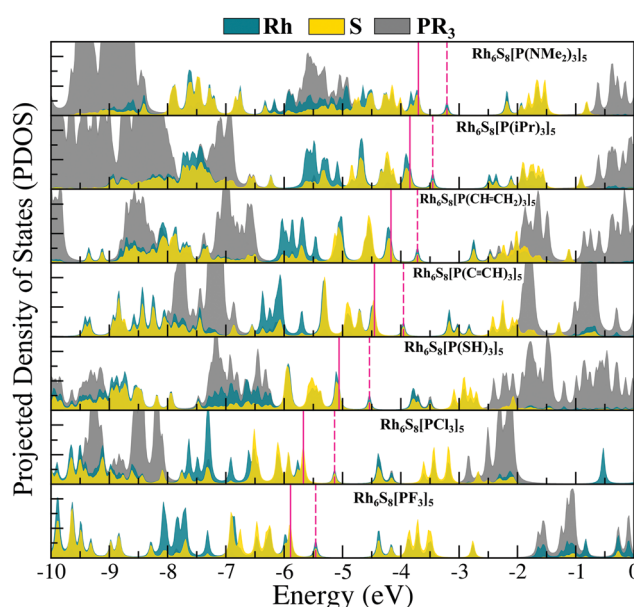 Rh S PR₃
Projected Density of States (PDOS)
Rh₆S₈[P(NMe₂)₃]₅
Rh₆S₈[P(iPr)₃]₅
Rh₆S₈[P(CH=CH₂)₃]₅
Rh₆S₈[P(C≡CH)₃]₅
Rh₆S₈[P(SH)₃]₅
Rh₆S₈[PCl₃]₅
Rh₆S₈[PF₃]₅
-10 -9 -8 -7 -6 -5 -4 -3 -2 -1 0
Energy (eV)